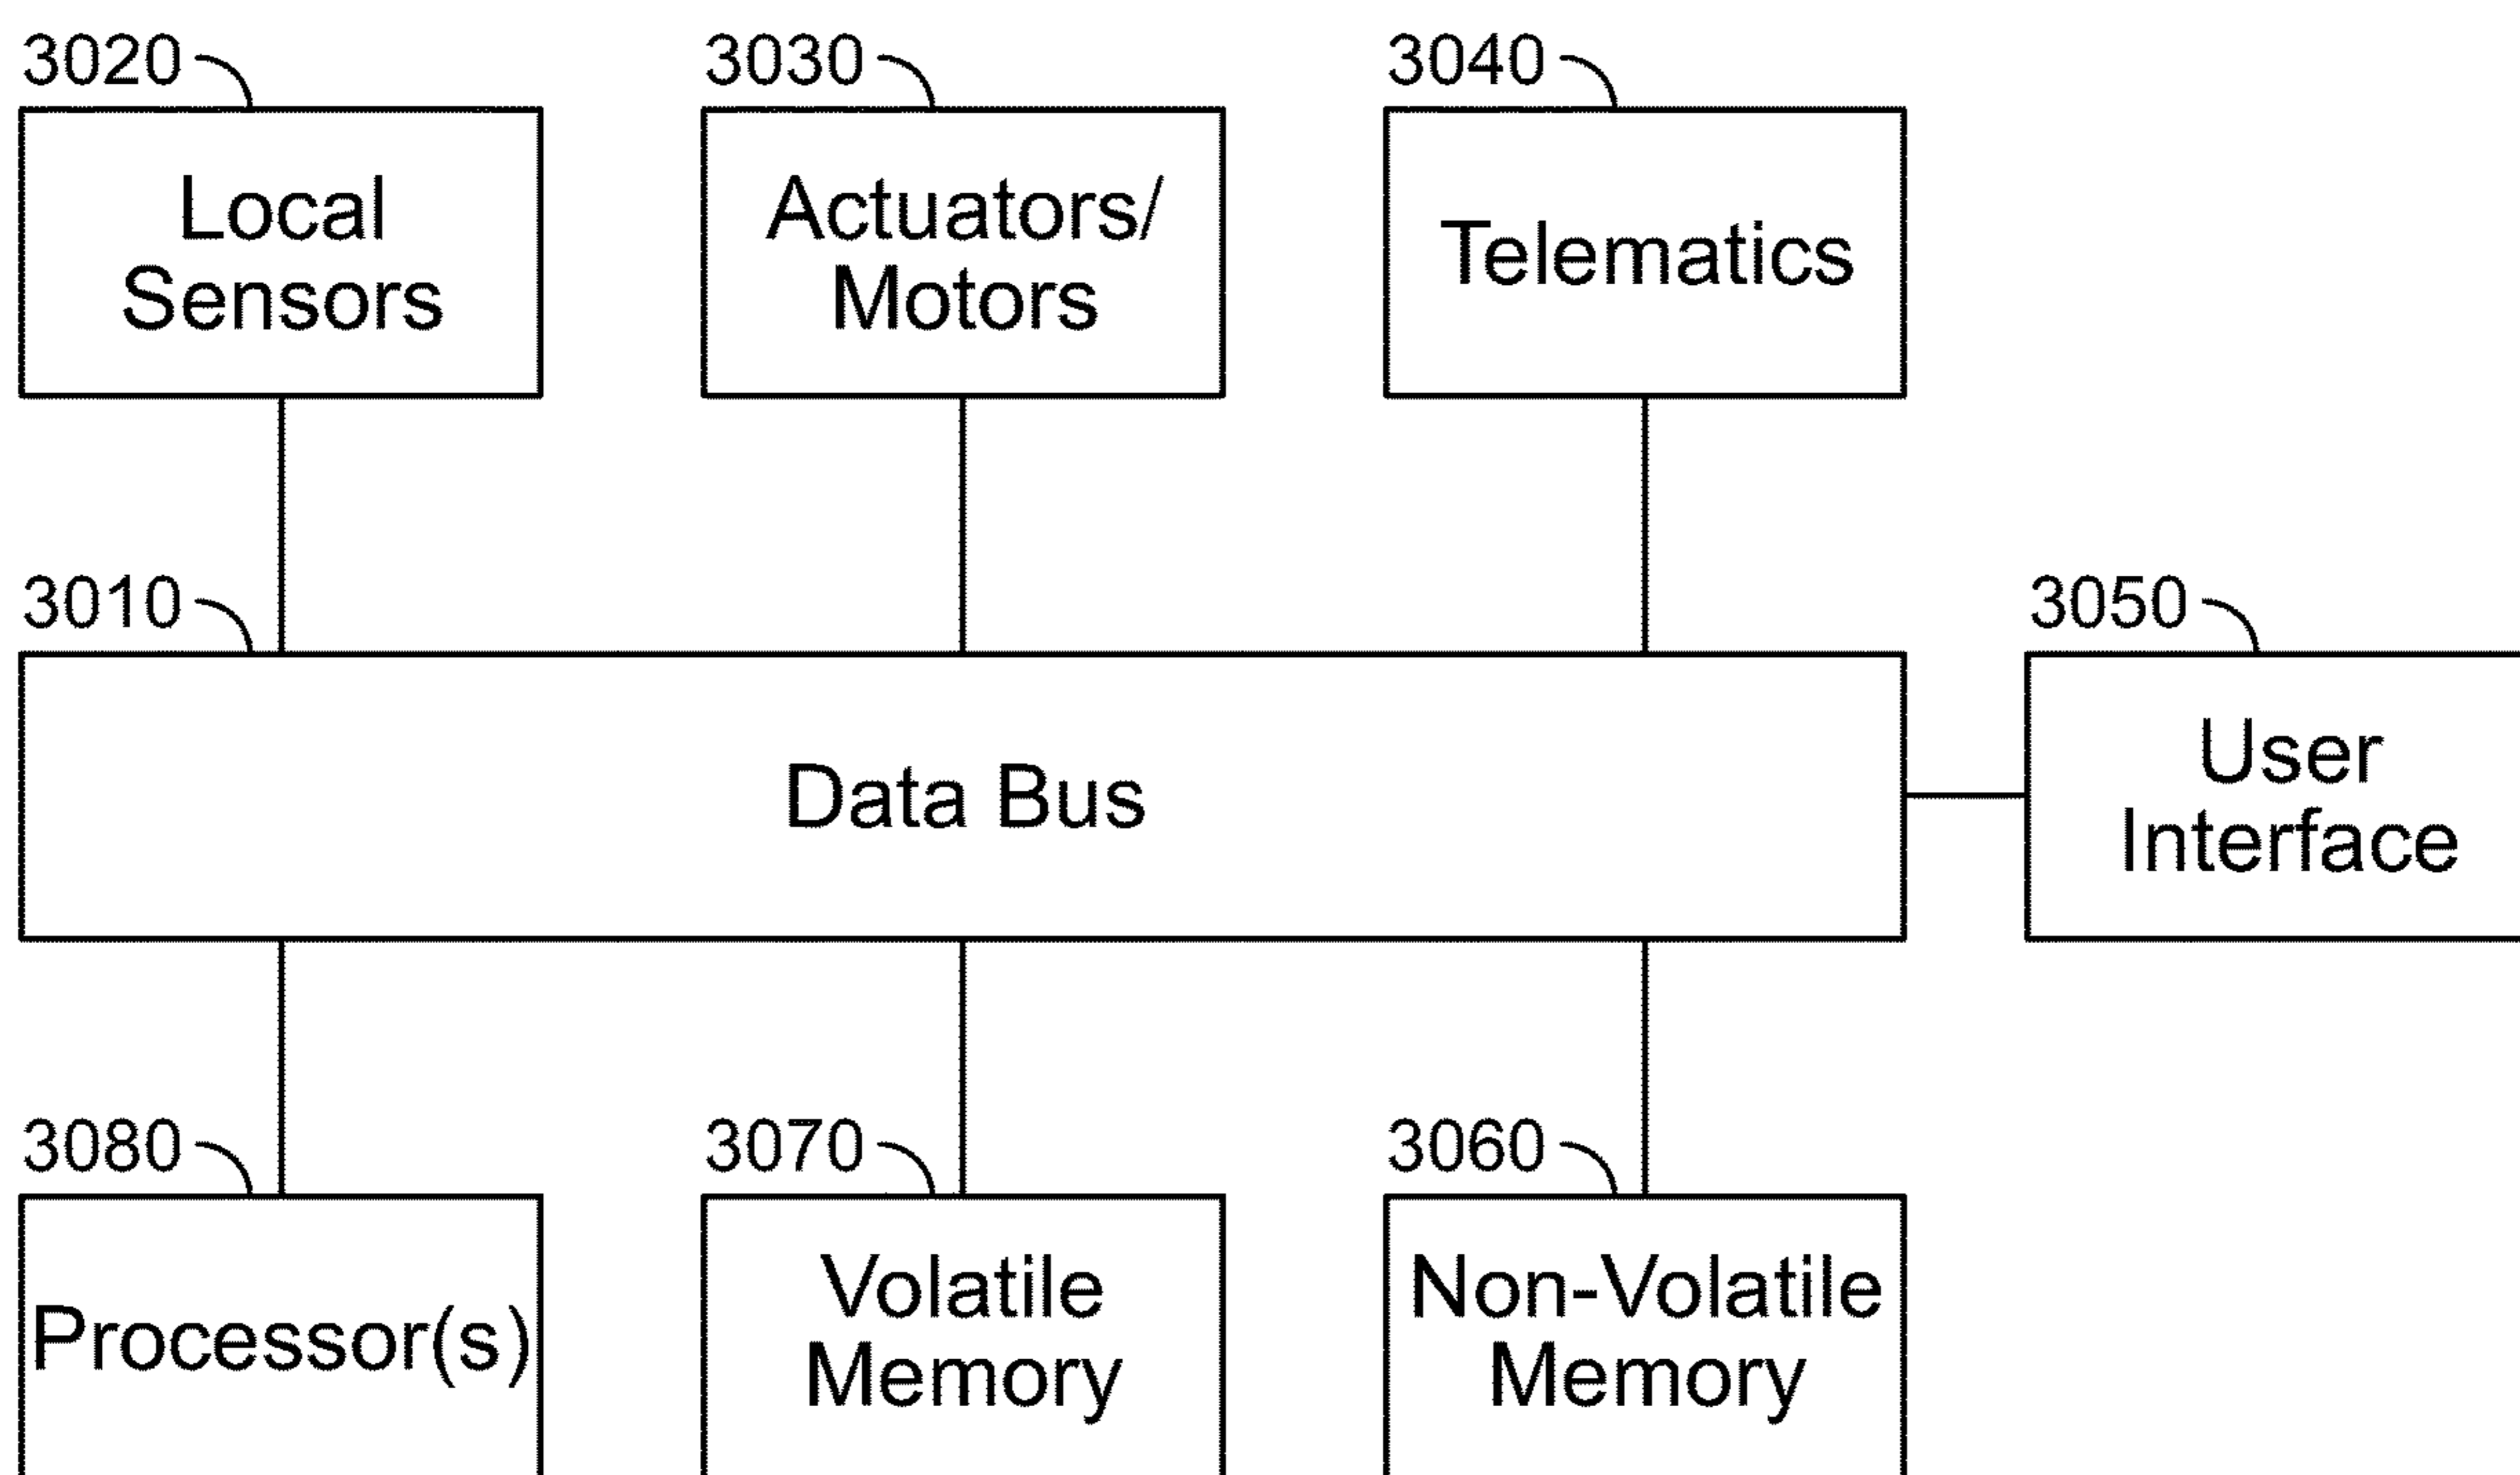 3020
3030
3040
Local
Sensors
Actuators/
Motors
Telematics
3010
3050
Data Bus
User
Interface
3080
3070
3060
Processor(s)
Volatile
Memory
Non-Volatile
Memory